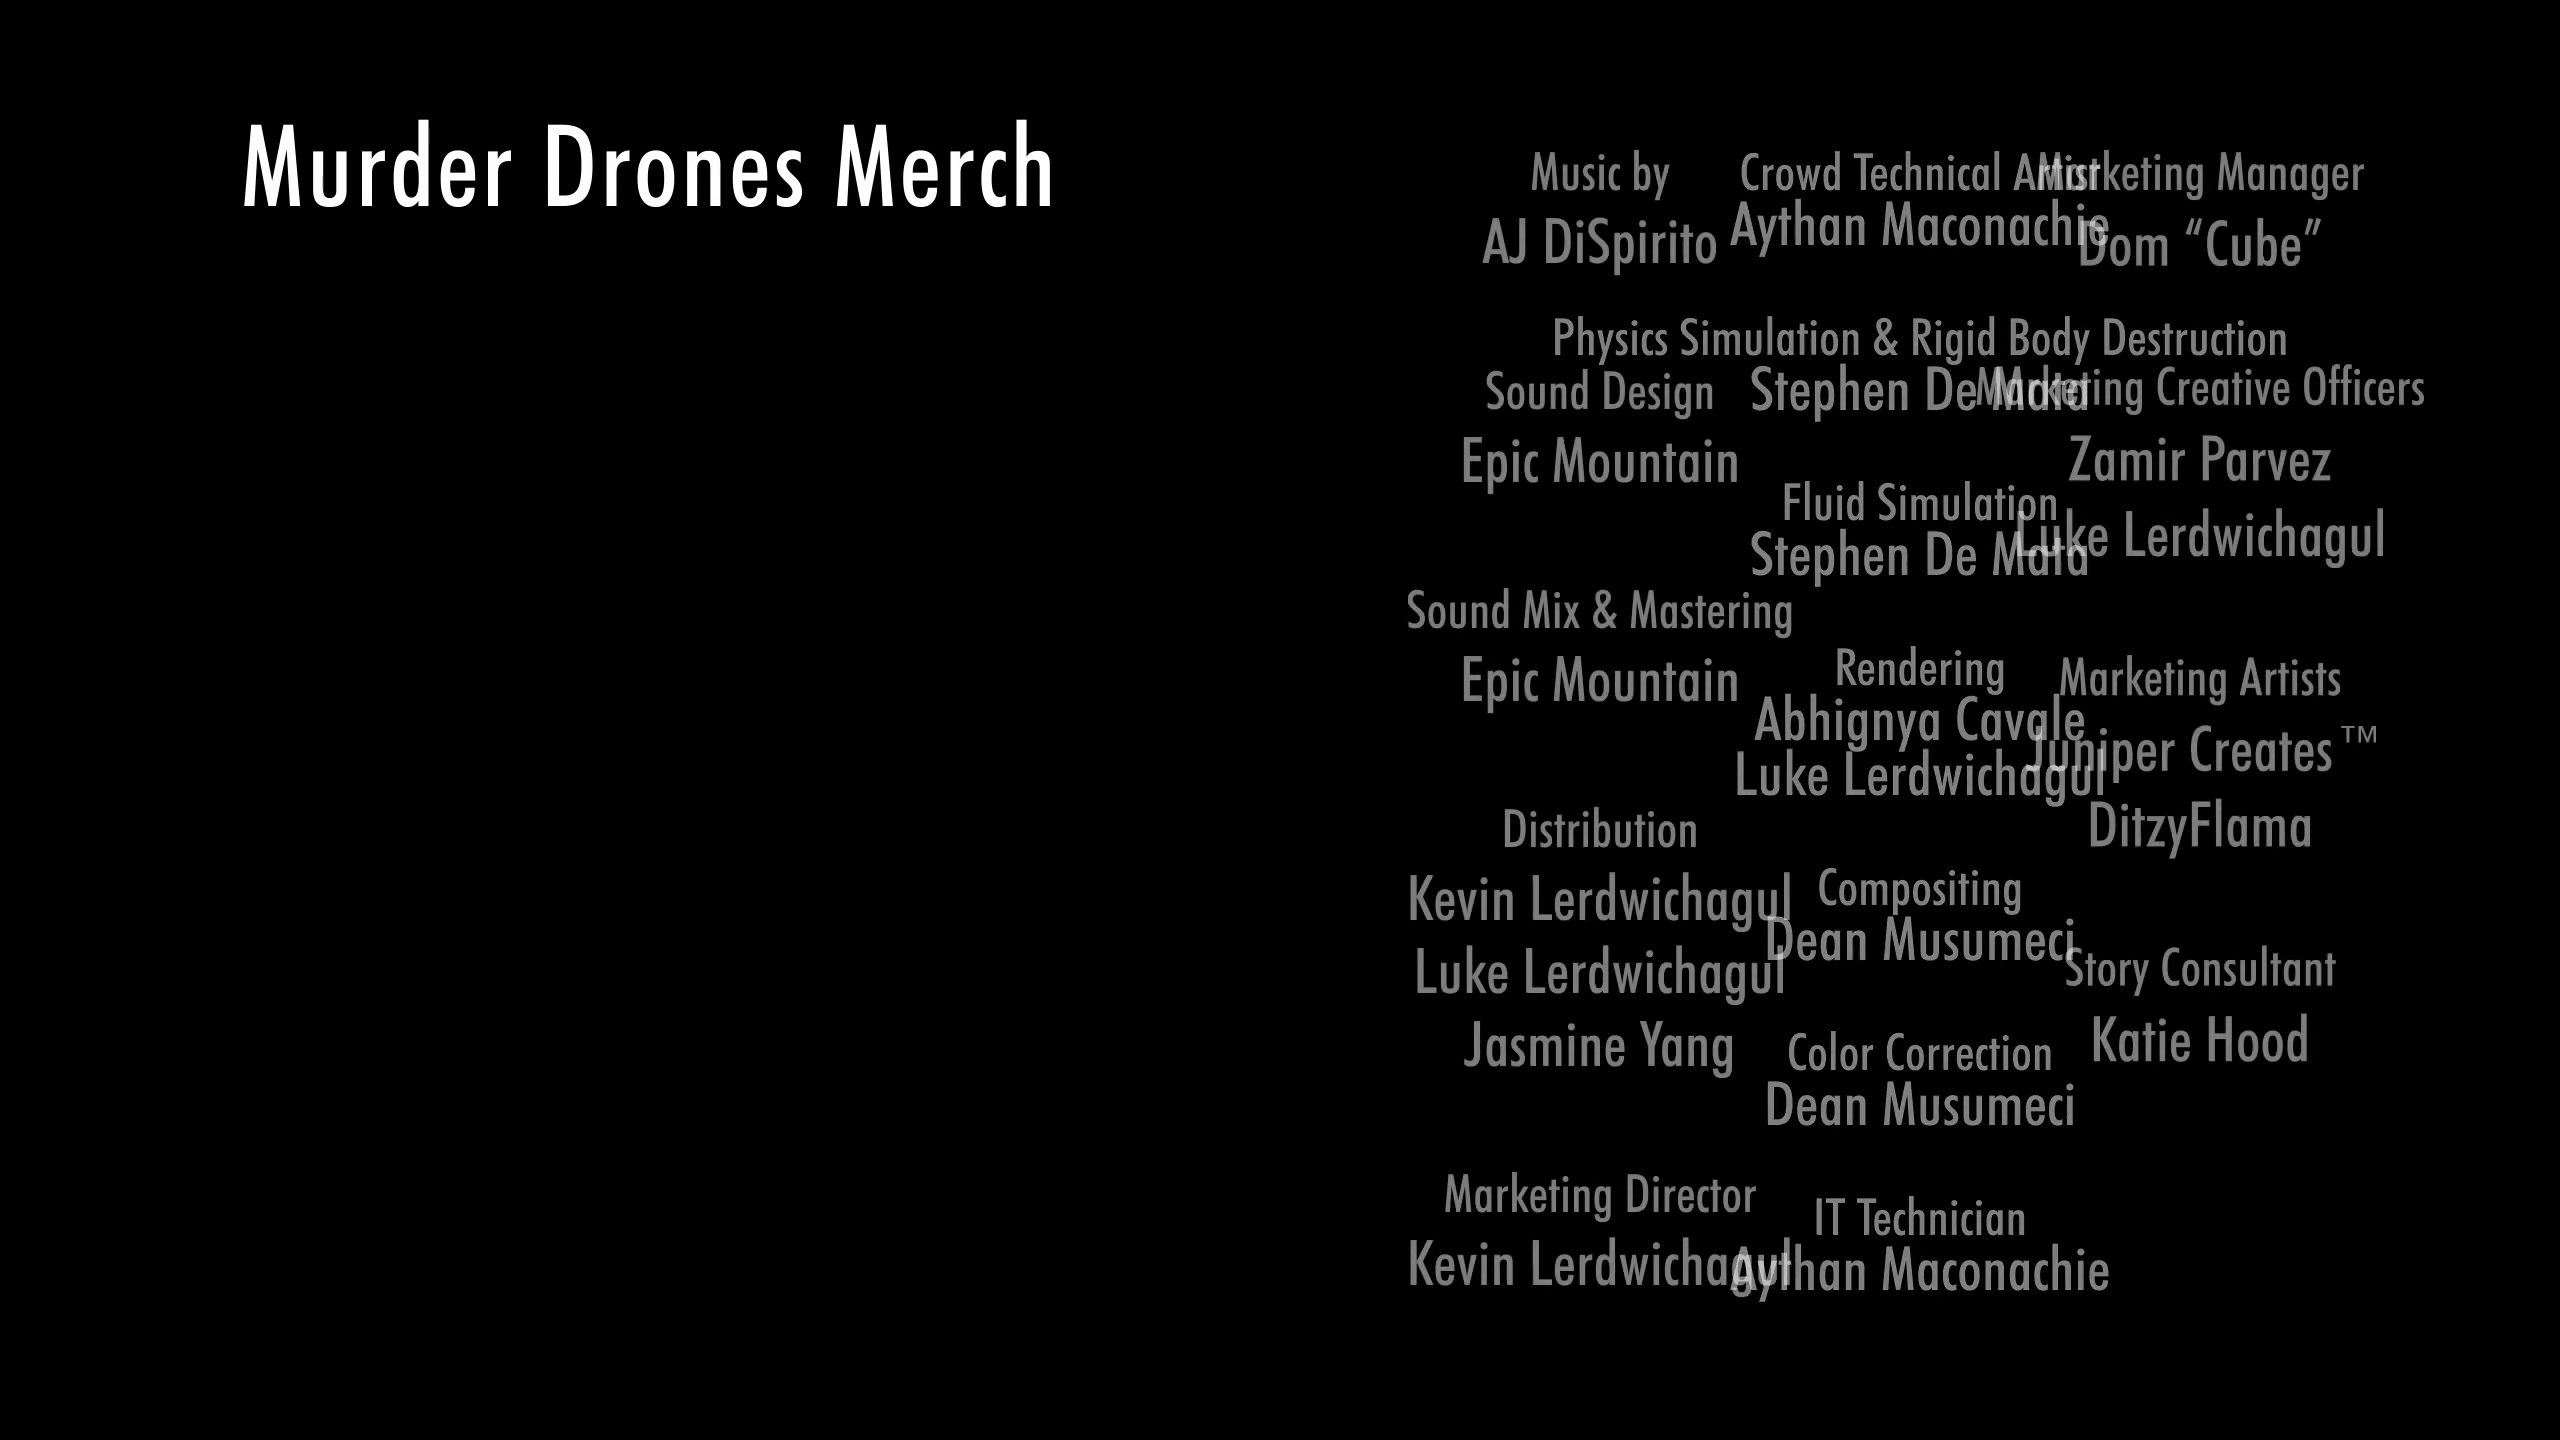 Murder Drones Merch
Music by
AJ DiSpirito
Sound Design
Epic Mountain
Sound Mix & Mastering
Epic Mountain
Distribution
Kevin Lerdwichagul
Luke Lerdwichagul
Jasmine Yang
Marketing Director
Kevin Lerdwichagul
Crowd Technical Artist
Aythan Maconachie
Physics Simulation & Rigid Body Destruction
Stephen De Mata
Fluid Simulation
Stephen De Mata
Rendering
Abhignya Cavale
Luke Lerdwichagul
Compositing
Dean Musumeci
Color Correction
Dean Musumeci
IT Technician
Aythan Maconachie
Marketing Manager
Dom “Cube”
Marketing Creative Officers
Zamir Parvez
Luke Lerdwichagul
Marketing Artists
Juniper Creates™
DitzyFlama
Story Consultant
Katie Hood